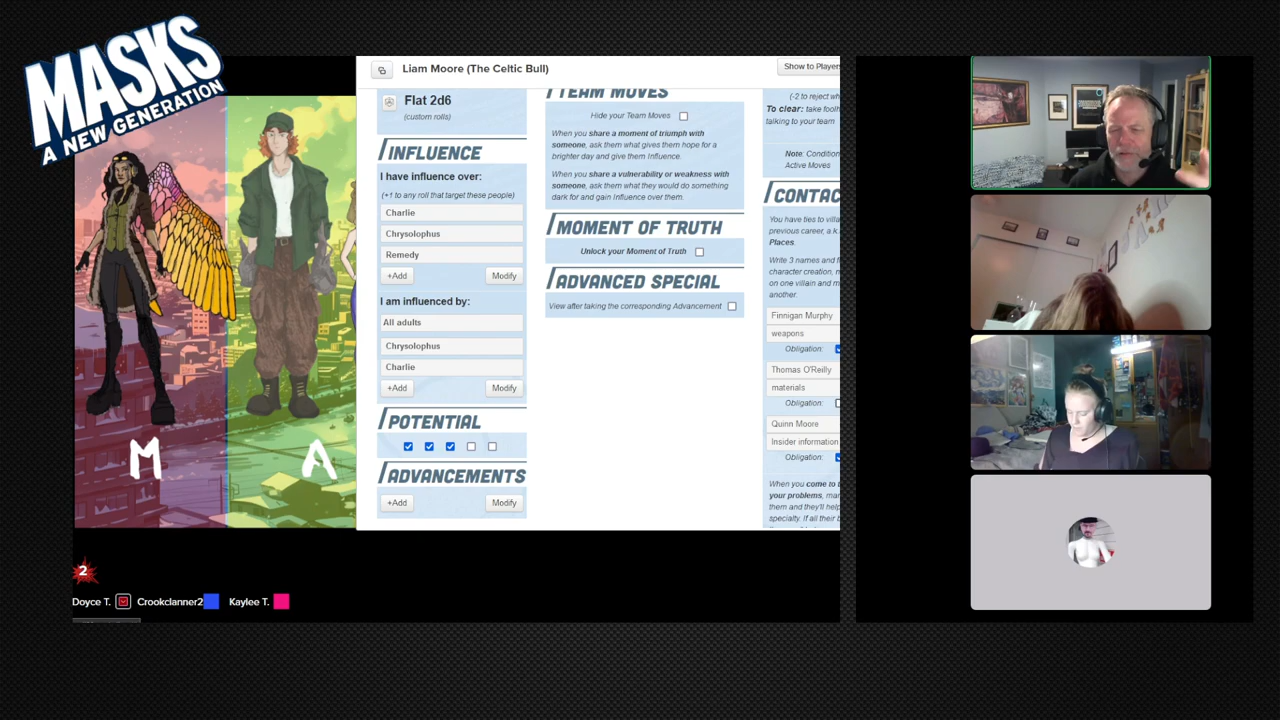 MASKS
A NEW GENERATION
M
A
Liam Moore (The Celtic Bull)
Show to Players
Flat 2d6
(custom rolls)
INFLUENCE
I have influence over:
(+1 to any roll that target these people)
Charlie
Chrysolophus
Remedy
+Add
Modify
I am influenced by:
All adults
Chrysolophus
Charlie
+Add
Modify
POTENTIAL
ADVANCEMENTS
+Add
Modify
TEAM MOVES
Hide your Team Moves
When you share a moment of triumph with
someone, ask them what gives them hope for a
brighter day and give them Influence.
When you share a vulnerability or weakness with
someone, ask them what they would do something
dark for and gain Influence over them.
MOMENT OF TRUTH
Unlock your Moment of Truth
ADVANCED SPECIAL
View after taking the corresponding Advancement
(-2 to reject wh
To clear: take foolh
talking to your team
Note: Condition
Active Moves
CONTAC
You have ties to villa
previous career, a.k.
Places.
Write 3 names and f
character creation, m
on one villain and m
another.
Finnigan Murphy
weapons
Obligation:
Thomas O'Reilly
materials
Obligation:
Quinn Moore
Insider information
Obligation:
When you come to t
your problems, mar
them and they'll help
specialty. If all their b
2
Doyce T.
Crookclanner2
Kaylee T.